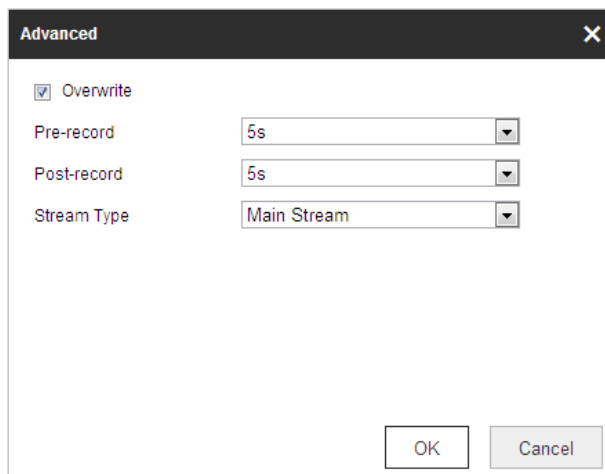 Advanced
Overwrite
Pre-record 5s
Post-record 5s
Stream Type Main Stream
OK Cancel